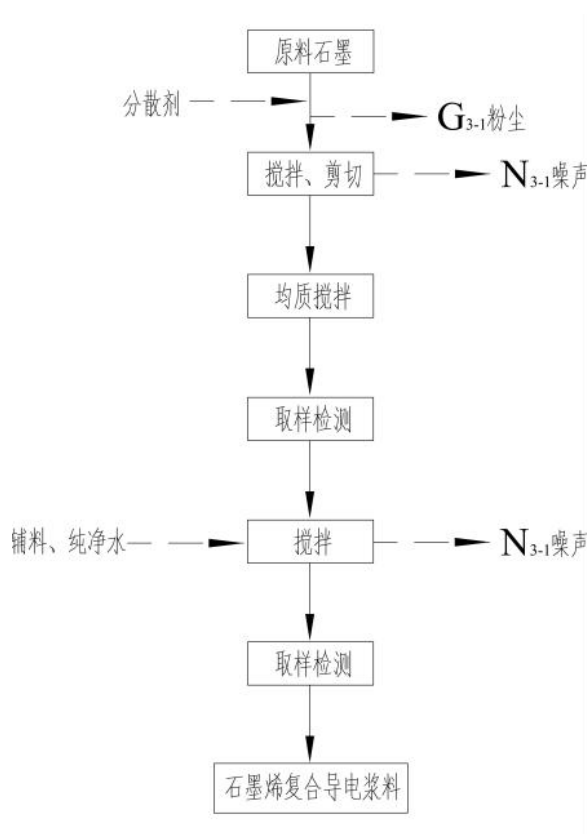 原料石墨
分散剂
G3-1粉尘
搅拌、剪切
N3-1噪声
均质搅拌
取样检测
辅料、纯净水
搅拌
N3-1噪声
取样检测
石墨烯复合导电浆料